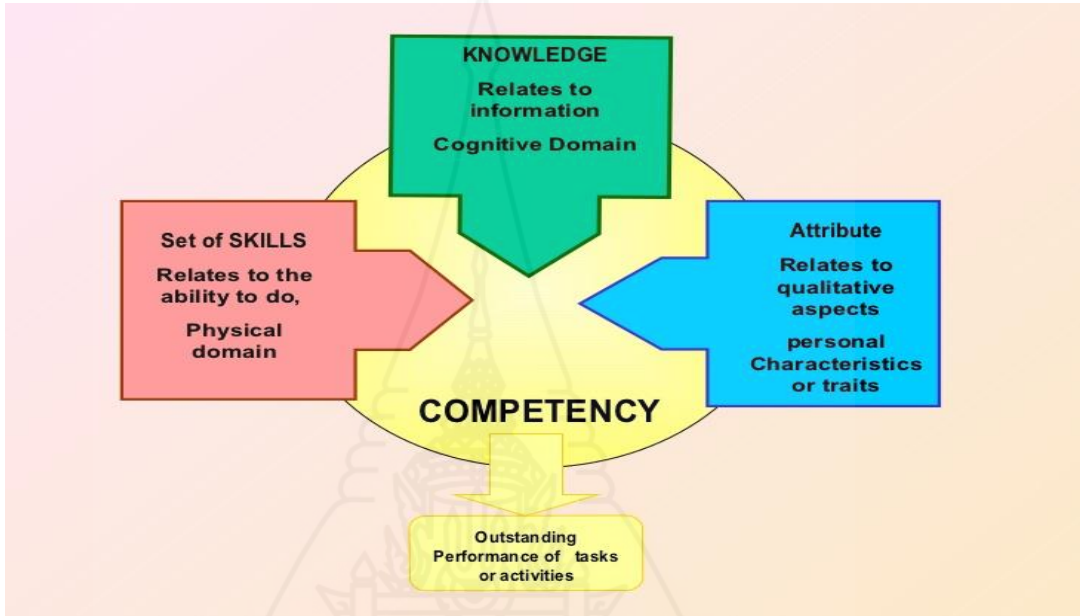 KNOWLEDGE
Relates to
information
Cognitive Domain
Set of SKILLS
Relates to the
ability to do,
Physical
domain
Attribute
Relates to
qualitative
aspects
personal
Characteristics
or traits
COMPETENCY
Outstanding
Performance of tasks
or activities